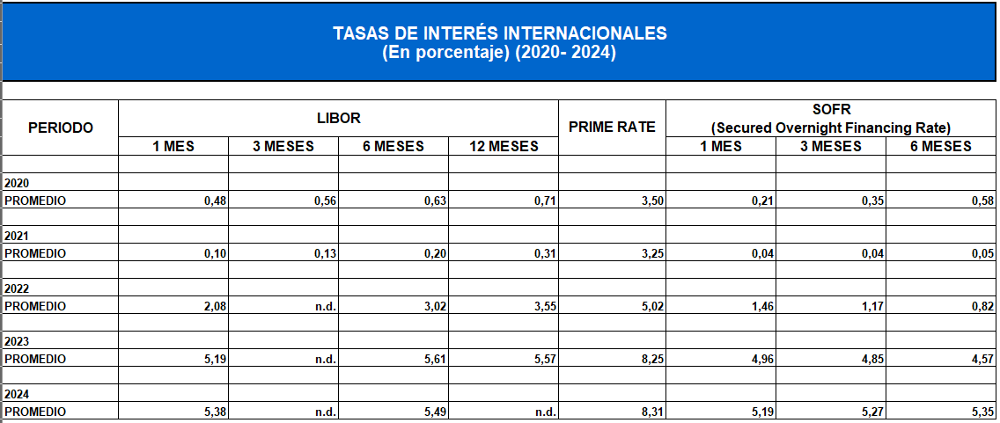 TASAS DE INTERÉS INTERNACIONALES
(En porcentaje) (2020- 2024)
PERIODO LIBOR PRIME RATE SOFR
(Secured Overnight Financing Rate)
1 MES 3 MESES 6 MESES 12 MESES 1 MES 3 MESES 6 MESES
2020
PROMEDIO 0,48 0,56 0,63 0,71 3,50 0,21 0,35 0,58
2021
PROMEDIO 0,10 0,13 0,20 0,31 3,25 0,04 0,04 0,05
2022
PROMEDIO 2,08 n.d. 3,02 3,55 5,02 1,46 1,17 0,82
2023
PROMEDIO 5,19 n.d. 5,61 5,57 8,25 4,96 4,85 4,57
2024
PROMEDIO 5,38 n.d. 5,49 n.d. 8,31 5,19 5,27 5,35